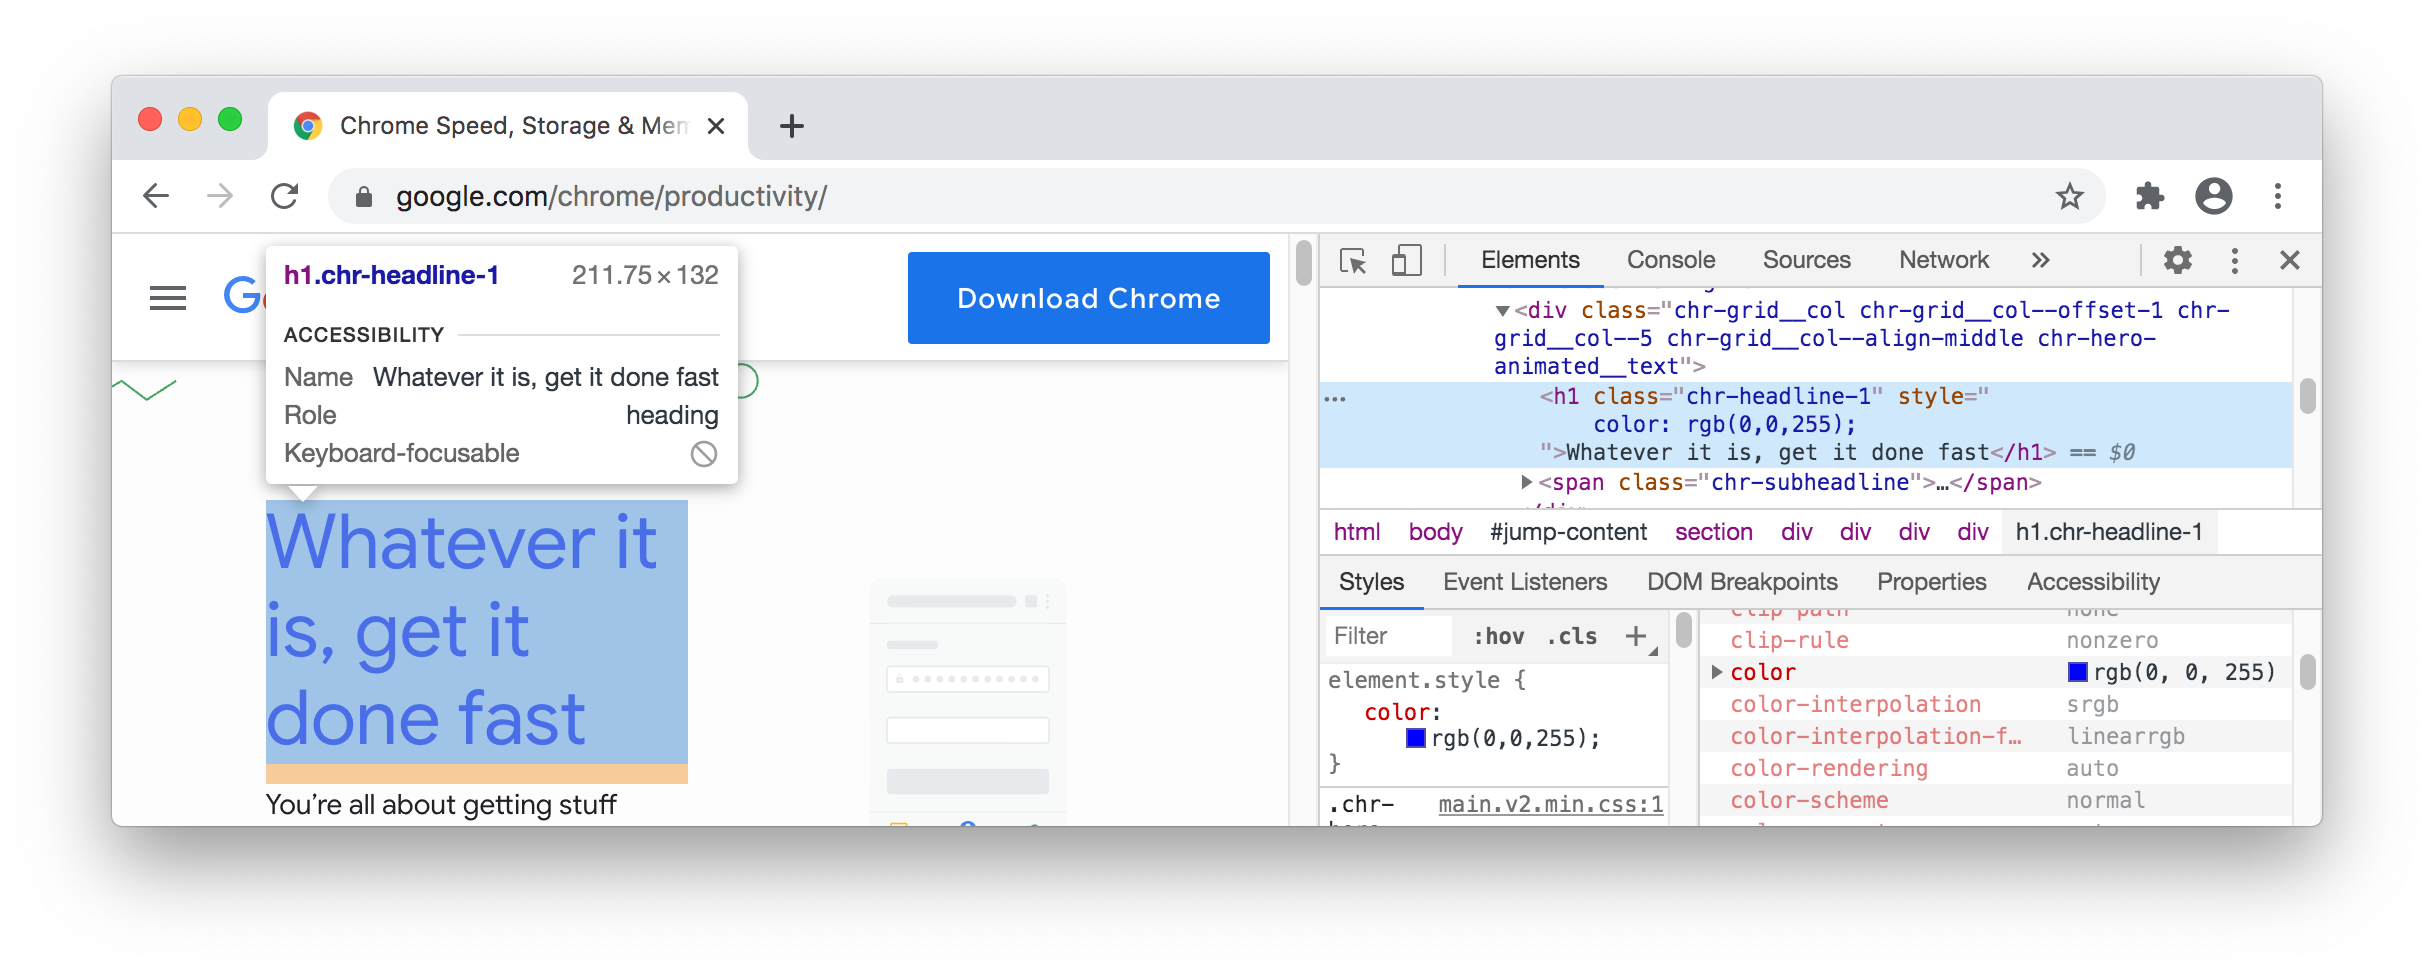 Chrome Speed, Storage & Mem
google.com/chrome/productivity/
h1.chr-headline-1 211.75 × 132
ACCESSIBILITY
Name Whatever it is, get it done fast
Role heading
Keyboard-focusable
Download Chrome
Whatever it
is, get it
done fast
You’re all about getting stuff
Elements Console Sources Network »
▼<div class="chr-grid__col chr-grid__col--offset-1 chr-
grid__col--5 chr-grid__col--align-middle chr-hero-
animated__text">
… <h1 class="chr-headline-1" style="
color: rgb(0,0,255);
">Whatever it is, get it done fast</h1> == $0
▶<span class="chr-subheadline">…</span>
</div>
html body #jump-content section div div div div h1.chr-headline-1
Styles Event Listeners DOM Breakpoints Properties Accessibility
Filter :hov .cls +
element.style {
color:
rgb(0,0,255);
}
.chr- main.v2.min.css:1
clip-path none
clip-rule nonzero
▶ color rgb(0, 0, 255)
color-interpolation srgb
color-interpolation-f… linearrgb
color-rendering auto
color-scheme normal